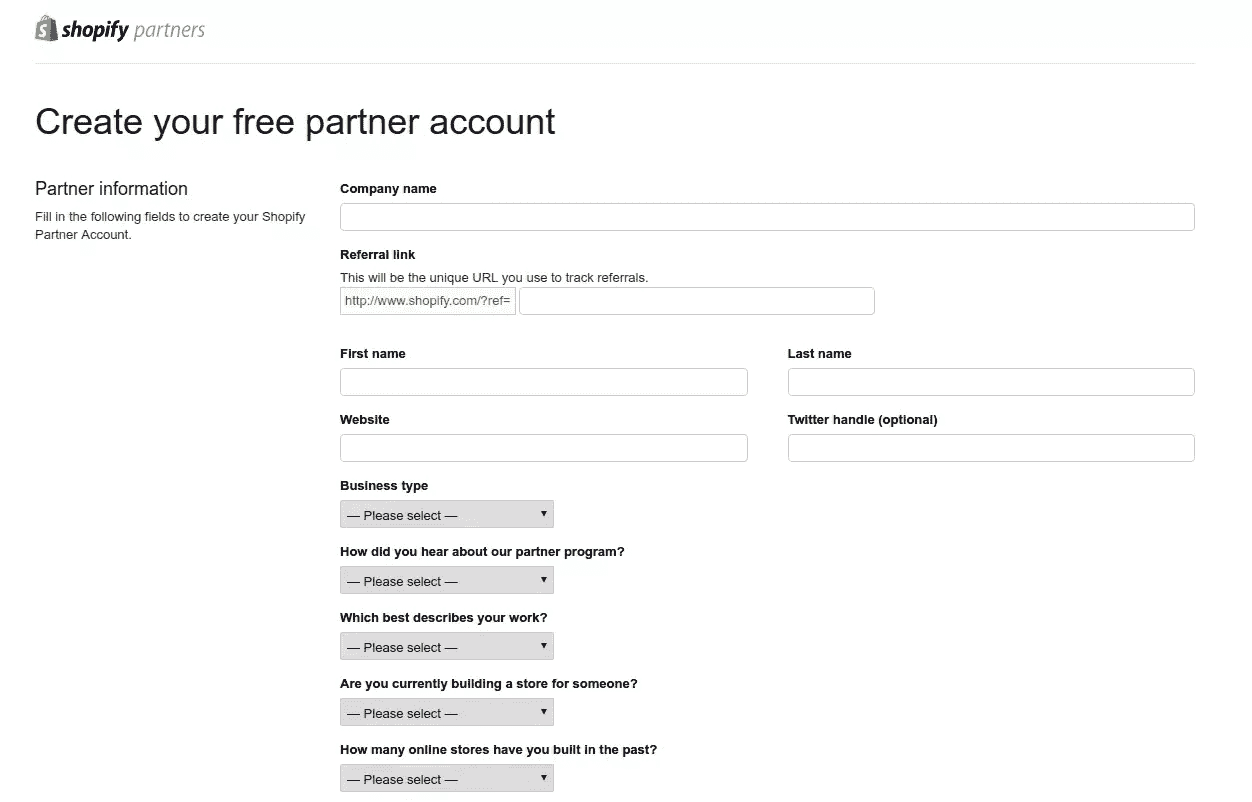 S shopify partners
Create your free partner account
Partner information
Fill in the following fields to create your Shopify
Partner Account.
Company name
Referral link
This will be the unique URL you use to track referrals.
http://www.shopify.com/?ref=
First name
Last name
Website
Twitter handle (optional)
Business type
— Please select —
How did you hear about our partner program?
— Please select —
Which best describes your work?
— Please select —
Are you currently building a store for someone?
— Please select —
How many online stores have you built in the past?
— Please select —